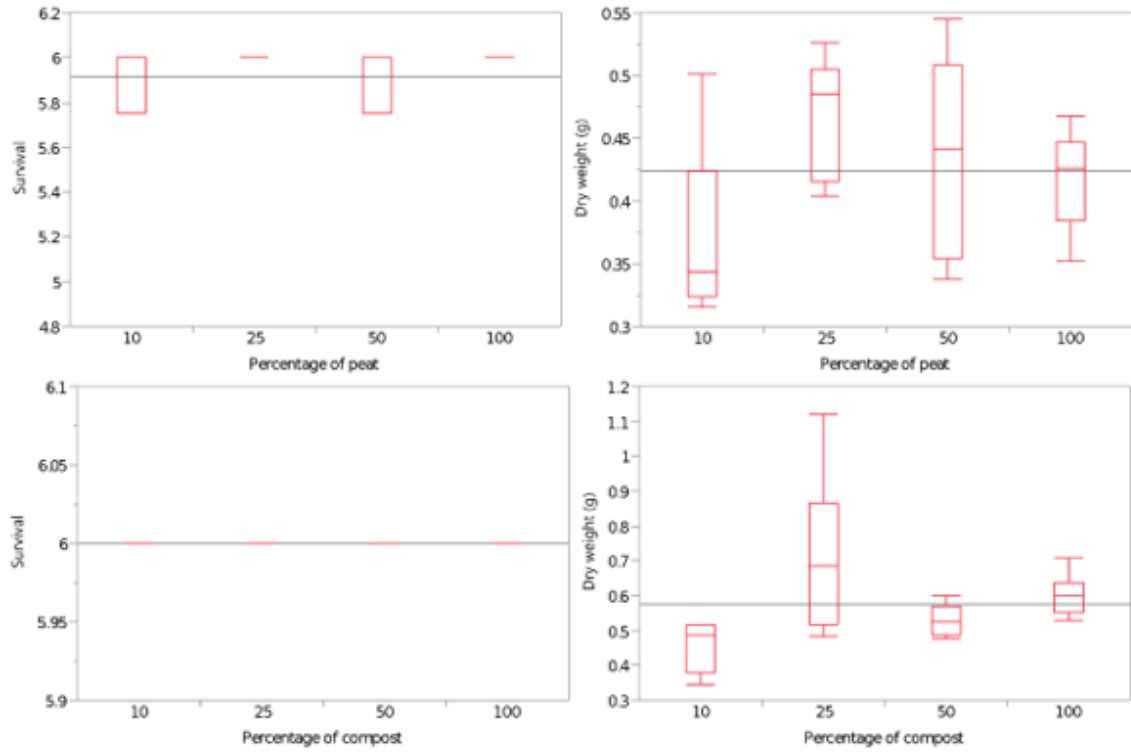 6.2
6
5.8
5.6
5.4
5.2
5
4.8
Survival
10 25 50 100
Percentage of peat
0.55
0.5
0.45
0.4
0.35
0.3
Dry weight (g)
10 25 50 100
Percentage of peat
6.1
6.05
6
5.95
5.9
Survival
10 25 50 100
Percentage of compost
1.2
1.1
1
0.9
0.8
0.7
0.6
0.5
0.4
0.3
Dry weight (g)
10 25 50 100
Percentage of compost